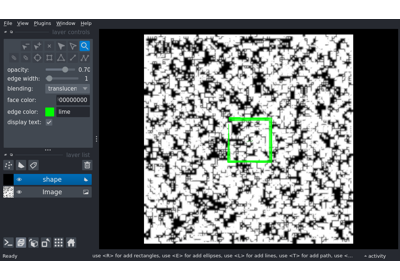 File View Plugins Window Help
layer controls
opacity: 0.70
edge width: 1
blending: translucen
face color: 00000000
edge color: lime
display text:
layer list
shape
Image
Ready
use <R> for add rectangles, use <E> for add ellipses, use <L> for add lines, use <T> for add path, use <...
activity